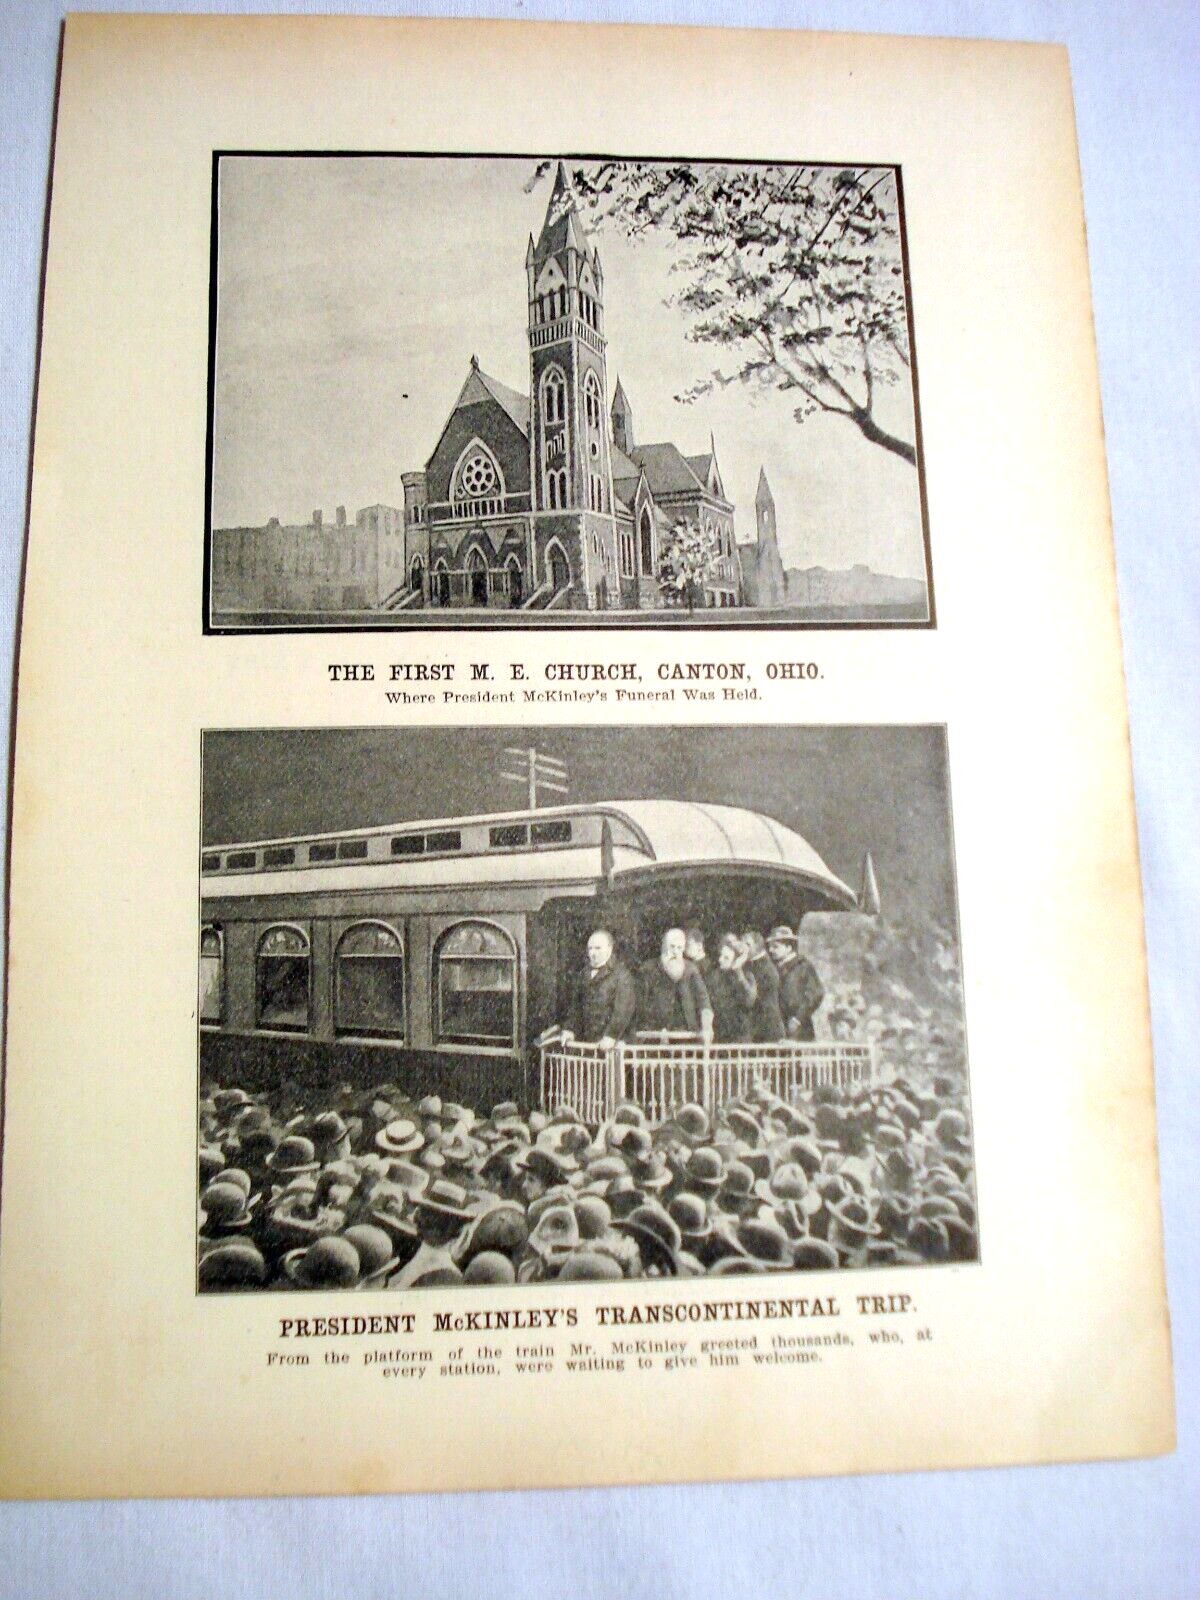 THE FIRST M. E. CHURCH, CANTON, OHIO.
Where President McKinley's Funeral Was Held.
PRESIDENT McKINLEY'S TRANSCONTINENTAL TRIP.
From the platform of the train Mr. McKinley greeted thousands, who, at
every station, were waiting to give him welcome.